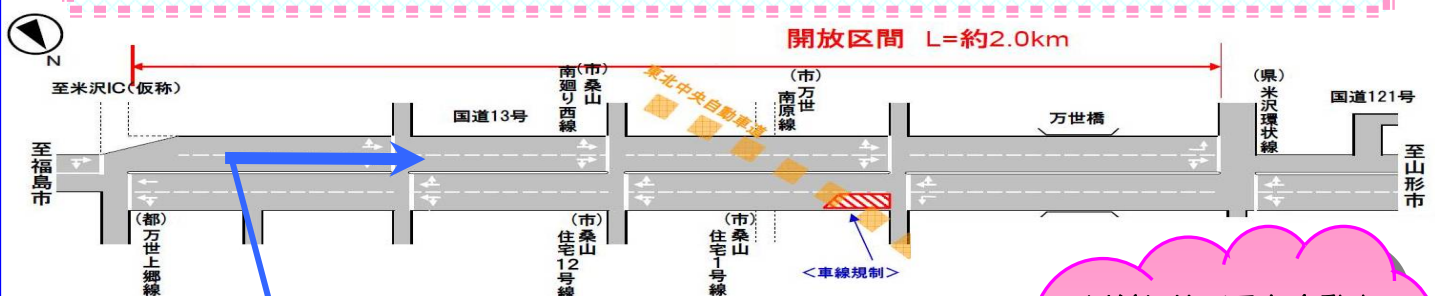 開放区間 L=約2.0km
N
至米沢IC(仮称)
国道13号
(市)桑山
南廻り西線
東北中央自動車道
(市)万世
南原線
万世橋
(県)米沢環状線
国道121号
至福島市
至山形市
(都)万世上郷線
(市)桑山
住宅12号線
(市)桑山
住宅1号線
<車線規制>